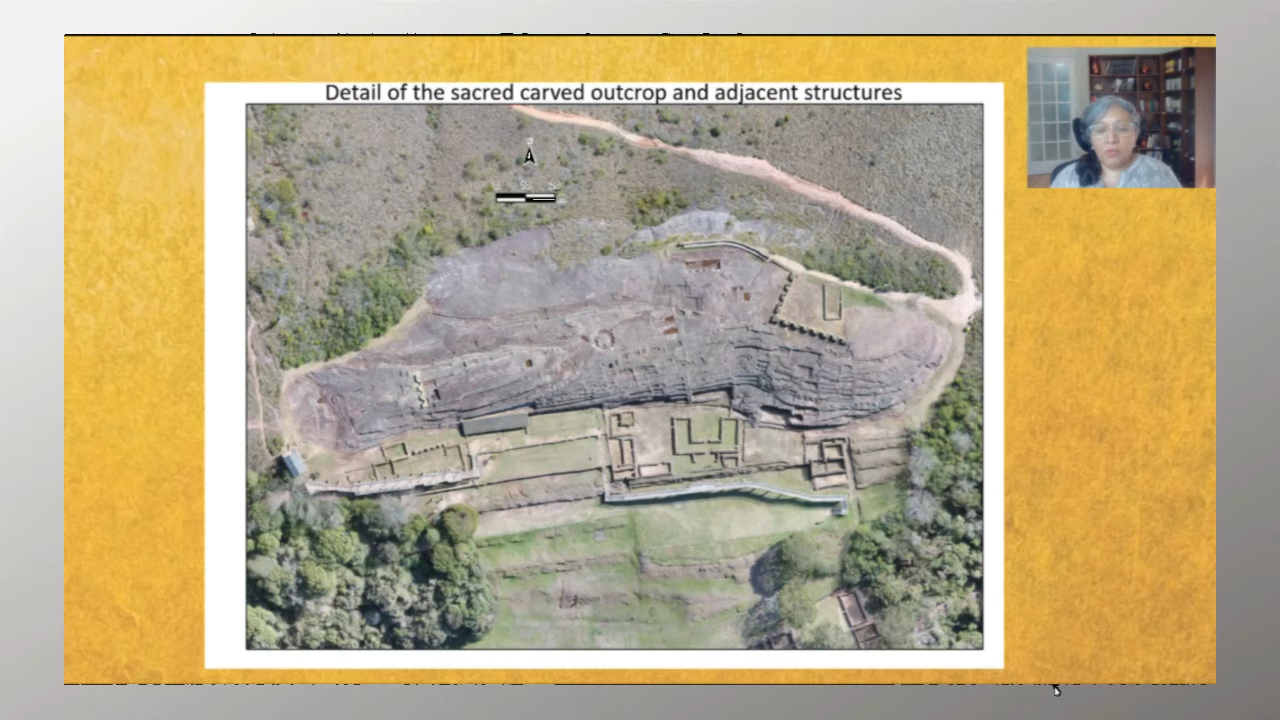 Detail of the sacred carved outcrop and adjacent structures